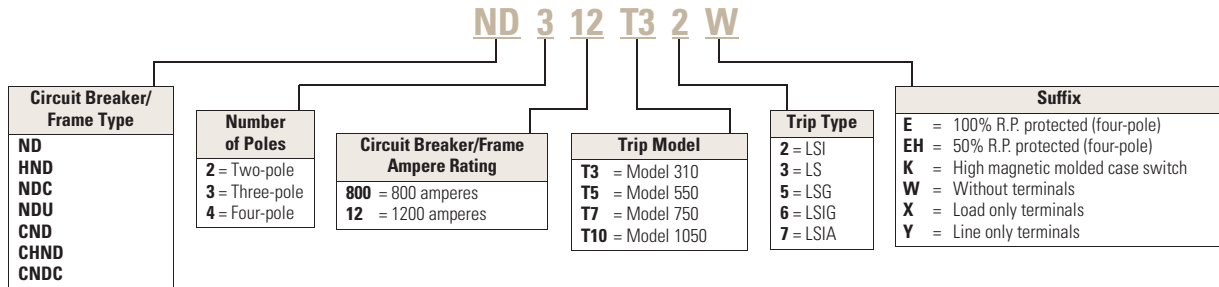 ND 3 12 T3 2 W
Circuit Breaker/
Frame Type
ND
HND
NDC
NDU
CND
CHND
CNDC
Number
of Poles
2 = Two-pole
3 = Three-pole
4 = Four-pole
Circuit Breaker/Frame
Ampere Rating
800 = 800 amperes
12 = 1200 amperes
Trip Model
T3 = Model 310
T5 = Model 550
T7 = Model 750
T10 = Model 1050
Trip Type
2 = LSI
3 = LS
5 = LSG
6 = LSIG
7 = LSIA
Suffix
E = 100% R.P. protected (four-pole)
EH = 50% R.P. protected (four-pole)
K = High magnetic molded case switch
W = Without terminals
X = Load only terminals
Y = Line only terminals